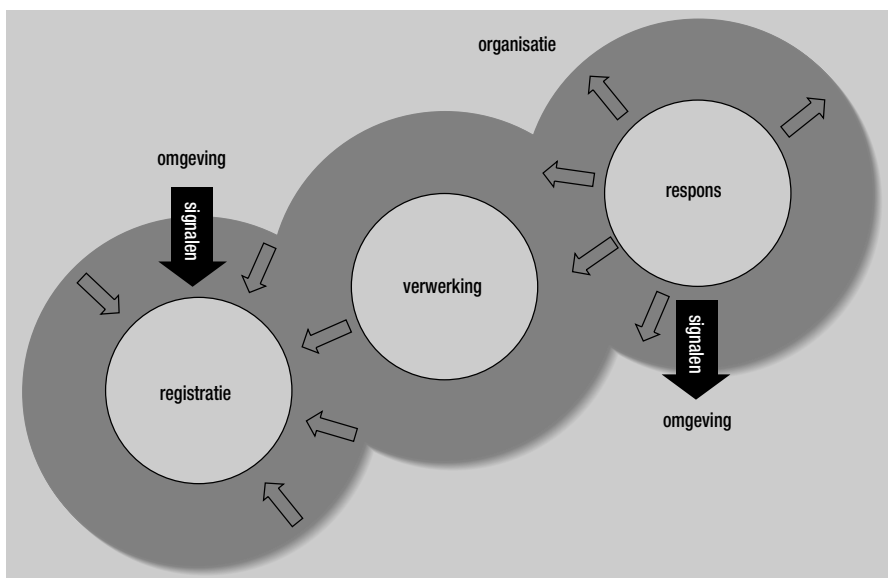 organisatie
omgeving
signalen
respons
verwerking
registratie
signalen
omgeving